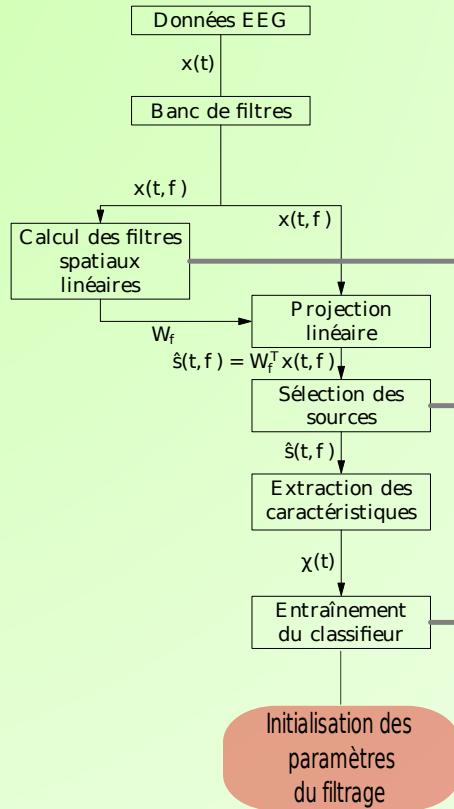 Données EEG
x(t)
Banc de filtres
x(t, f)
x(t, f)
Calcul des filtres
spatiaux
linéaires
Projection
linéaire
W_f
ŝ(t, f) = W_f^T x(t, f)
Sélection des
sources
ŝ(t, f)
Extraction des
caractéristiques
χ(t)
Entraînement
du classifieur
Initialisation des
paramètres
du filtrage